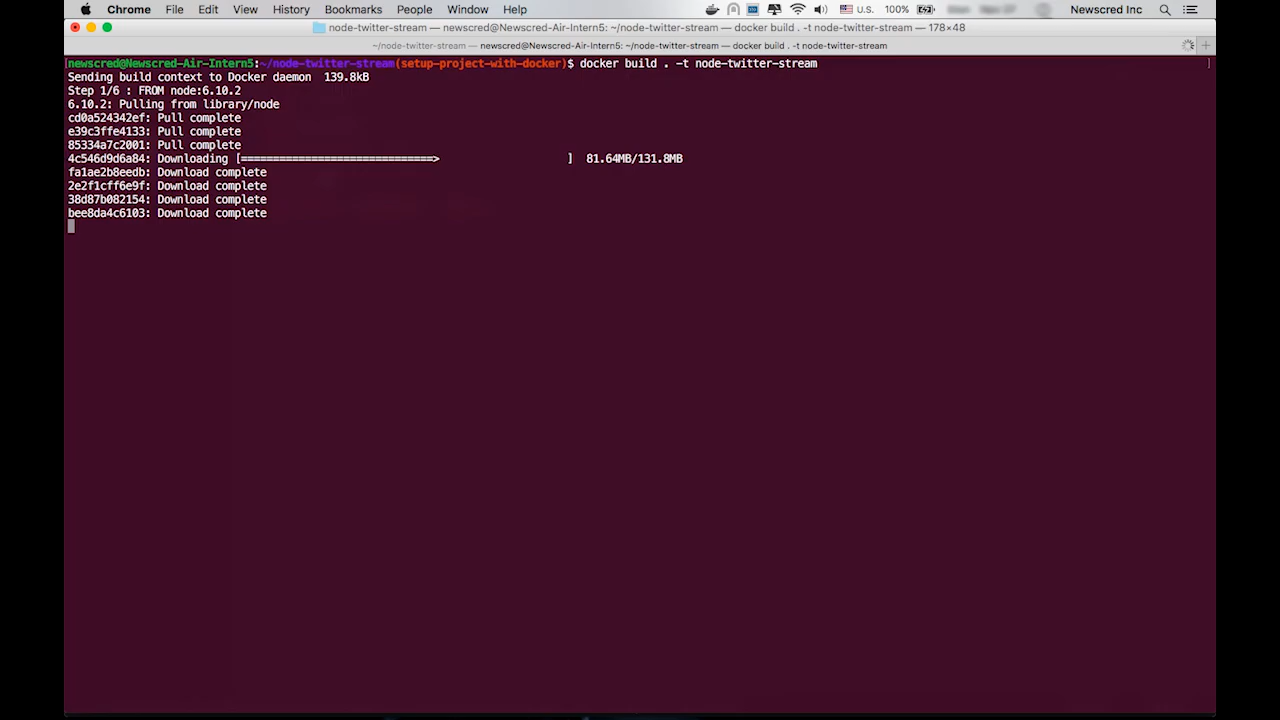 Chrome File Edit View History Bookmarks People Window Help U.S. 100% Newscred Inc
node-twitter-stream — newscred@Newscred-Air-Intern5: ~/node-twitter-stream — docker build . -t node-twitter-stream — 178×48
~/node-twitter-stream — newscred@Newscred-Air-Intern5: ~/node-twitter-stream — docker build . -t node-twitter-stream
[newscred@Newscred-Air-Intern5:~/node-twitter-stream(setup-project-with-docker)$ docker build . -t node-twitter-stream ]
Sending build context to Docker daemon  139.8kB
Step 1/6 : FROM node:6.10.2
6.10.2: Pulling from library/node
cd0a524342ef: Pull complete
e39c3ffe4133: Pull complete
85334a7c2001: Pull complete
4c546d9d6a84: Downloading [==============================>                    ]  81.64MB/131.8MB
fa1ae2b8eedb: Download complete
2e2f1cff6e9f: Download complete
38d87b082154: Download complete
bee8da4c6103: Download complete